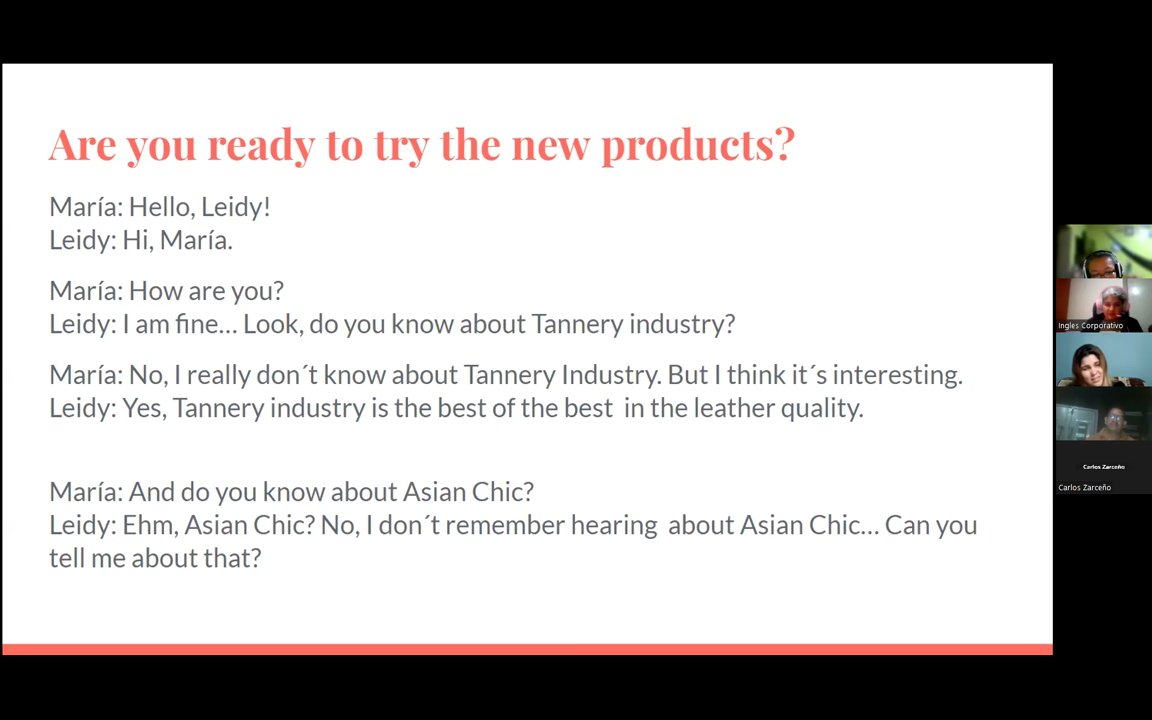 Are you ready to try the new products?
María: Hello, Leidy!
Leidy: Hi, María.
María: How are you?
Leidy: I am fine... Look, do you know about Tannery industry?
María: No, I really don´t know about Tannery Industry. But I think it´s interesting.
Leidy: Yes, Tannery industry is the best of the best  in the leather quality.
María: And do you know about Asian Chic?
Leidy: Ehm, Asian Chic? No, I don´t remember hearing  about Asian Chic... Can you
tell me about that?
Ingles Corporativo
Carlos Zarceño
Carlos Zarceño